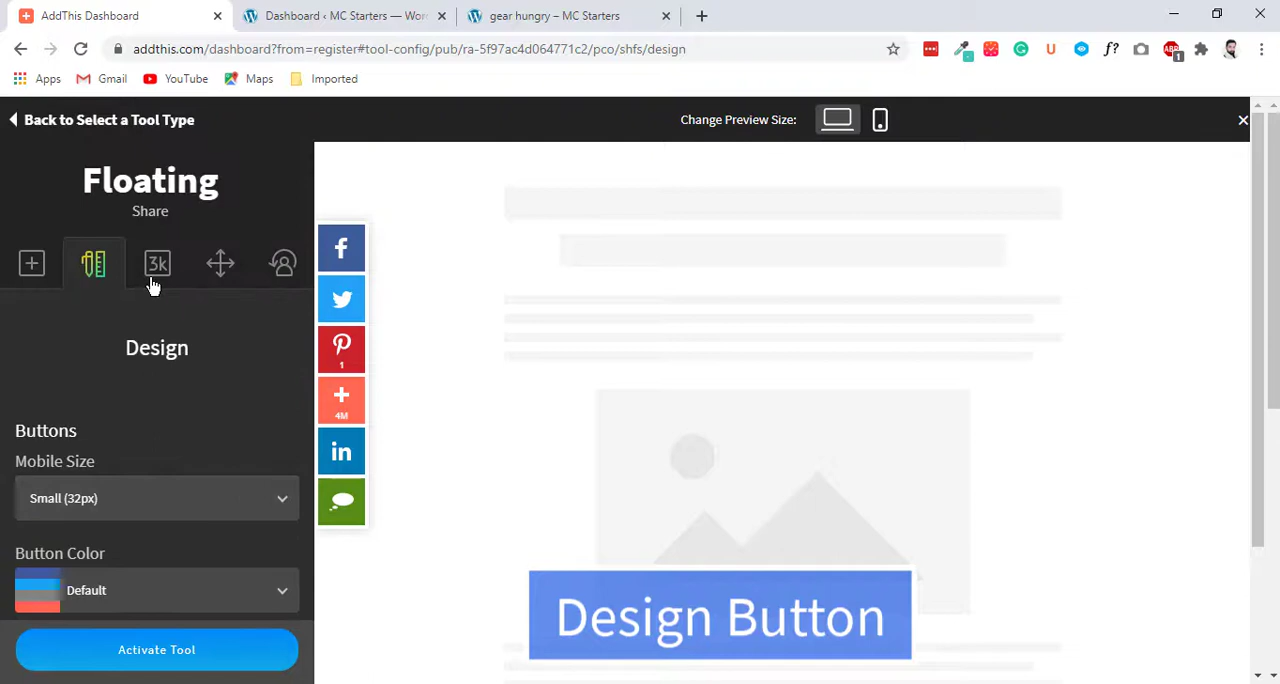 AddThis Dashboard
Dashboard ‹ MC Starters — Wor
gear hungry – MC Starters
addthis.com/dashboard?from=register#tool-config/pub/ra-5f97ac4d064771c2/pco/shfs/design
Apps
Gmail
YouTube
Maps
Imported
Back to Select a Tool Type
Change Preview Size:
Floating
Share
3k
Design
Buttons
Mobile Size
Small (32px)
Button Color
Default
Activate Tool
f
1
4M
in
Design Button